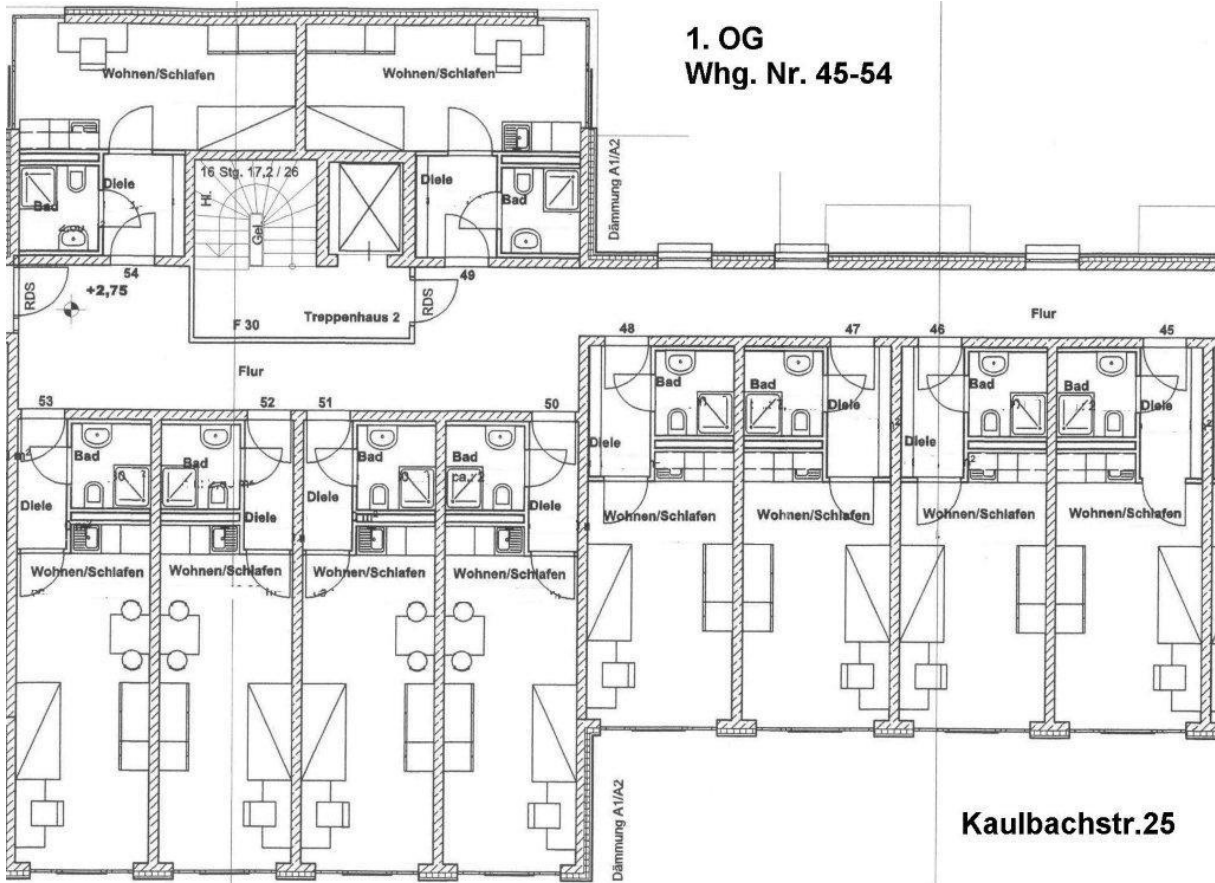 1. OG
Whg. Nr. 45-54
Wohnen/Schlafen
Wohnen/Schlafen
Dämmung A1/A2
16 Stg. 17,2 / 26
Hl.
Gel.
Diele
Bad
Diele
Bad
54
49
RDS
+2,75
RDS
F 30
Treppenhaus 2
Flur
Flur
48
47
46
45
Bad
Bad
Bad
Bad
Diele
Diele
Diele
Diele
53
52
51
50
Bad
Bad
Bad
Bad
Diele
Diele
Diele
Diele
Wohnen/Schlafen
Wohnen/Schlafen
Wohnen/Schlafen
Wohnen/Schlafen
Wohnen/Schlafen
Wohnen/Schlafen
Wohnen/Schlafen
Wohnen/Schlafen
Dämmung A1/A2
Kaulbachstr.25